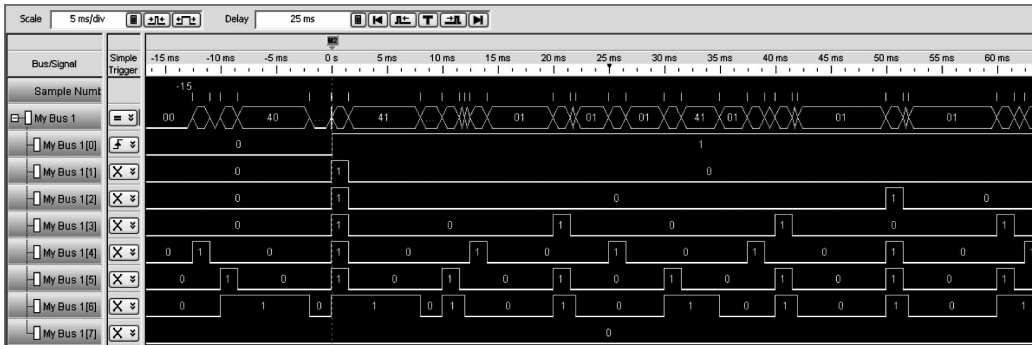 Scale 5 ms/div Delay 25 ms T
M2
Bus/Signal Simple Trigger -15 ms -10 ms -5 ms 0 s 5 ms 10 ms 15 ms 20 ms 25 ms 30 ms 35 ms 40 ms 45 ms 50 ms 55 ms 60 ms
Sample Numb -15
My Bus 1 = 00 40 ... 41 ... 01 01 01 41 01 01 01
My Bus 1[0] 0 1
My Bus 1[1] X 0 1 0
My Bus 1[2] X 0 1 0 1 0
My Bus 1[3] X 0 1 0 1 0 1 0 1
My Bus 1[4] X 0 1 0 1 0 1 0 1 0 1 0 1 0 1
My Bus 1[5] X 0 1 0 1 0 1 0 1 0 1 0 1 0 1 0 1
My Bus 1[6] X 0 1 0 1 0 1 0 1 0 1 0 1 0 1 0 1
My Bus 1[7] X 0